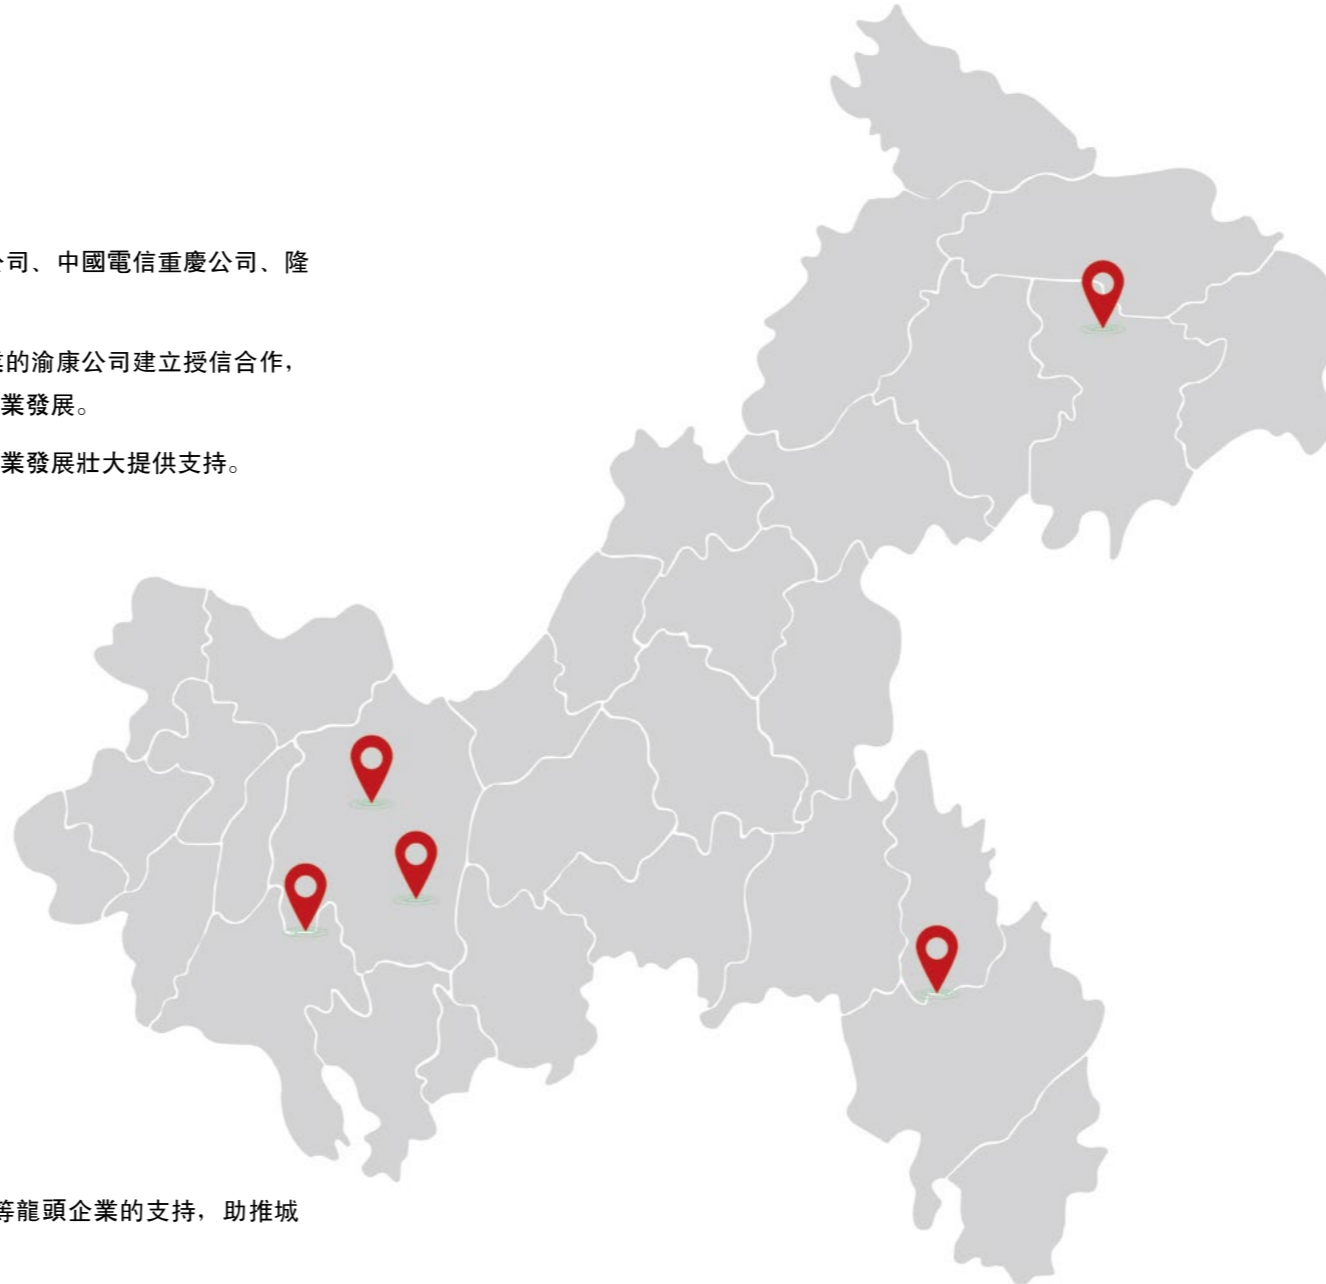 公司、中國電信重慶公司、隆
業的渝康公司建立授信合作，
業發展。
業發展壯大提供支持。
等龍頭企業的支持，助推城